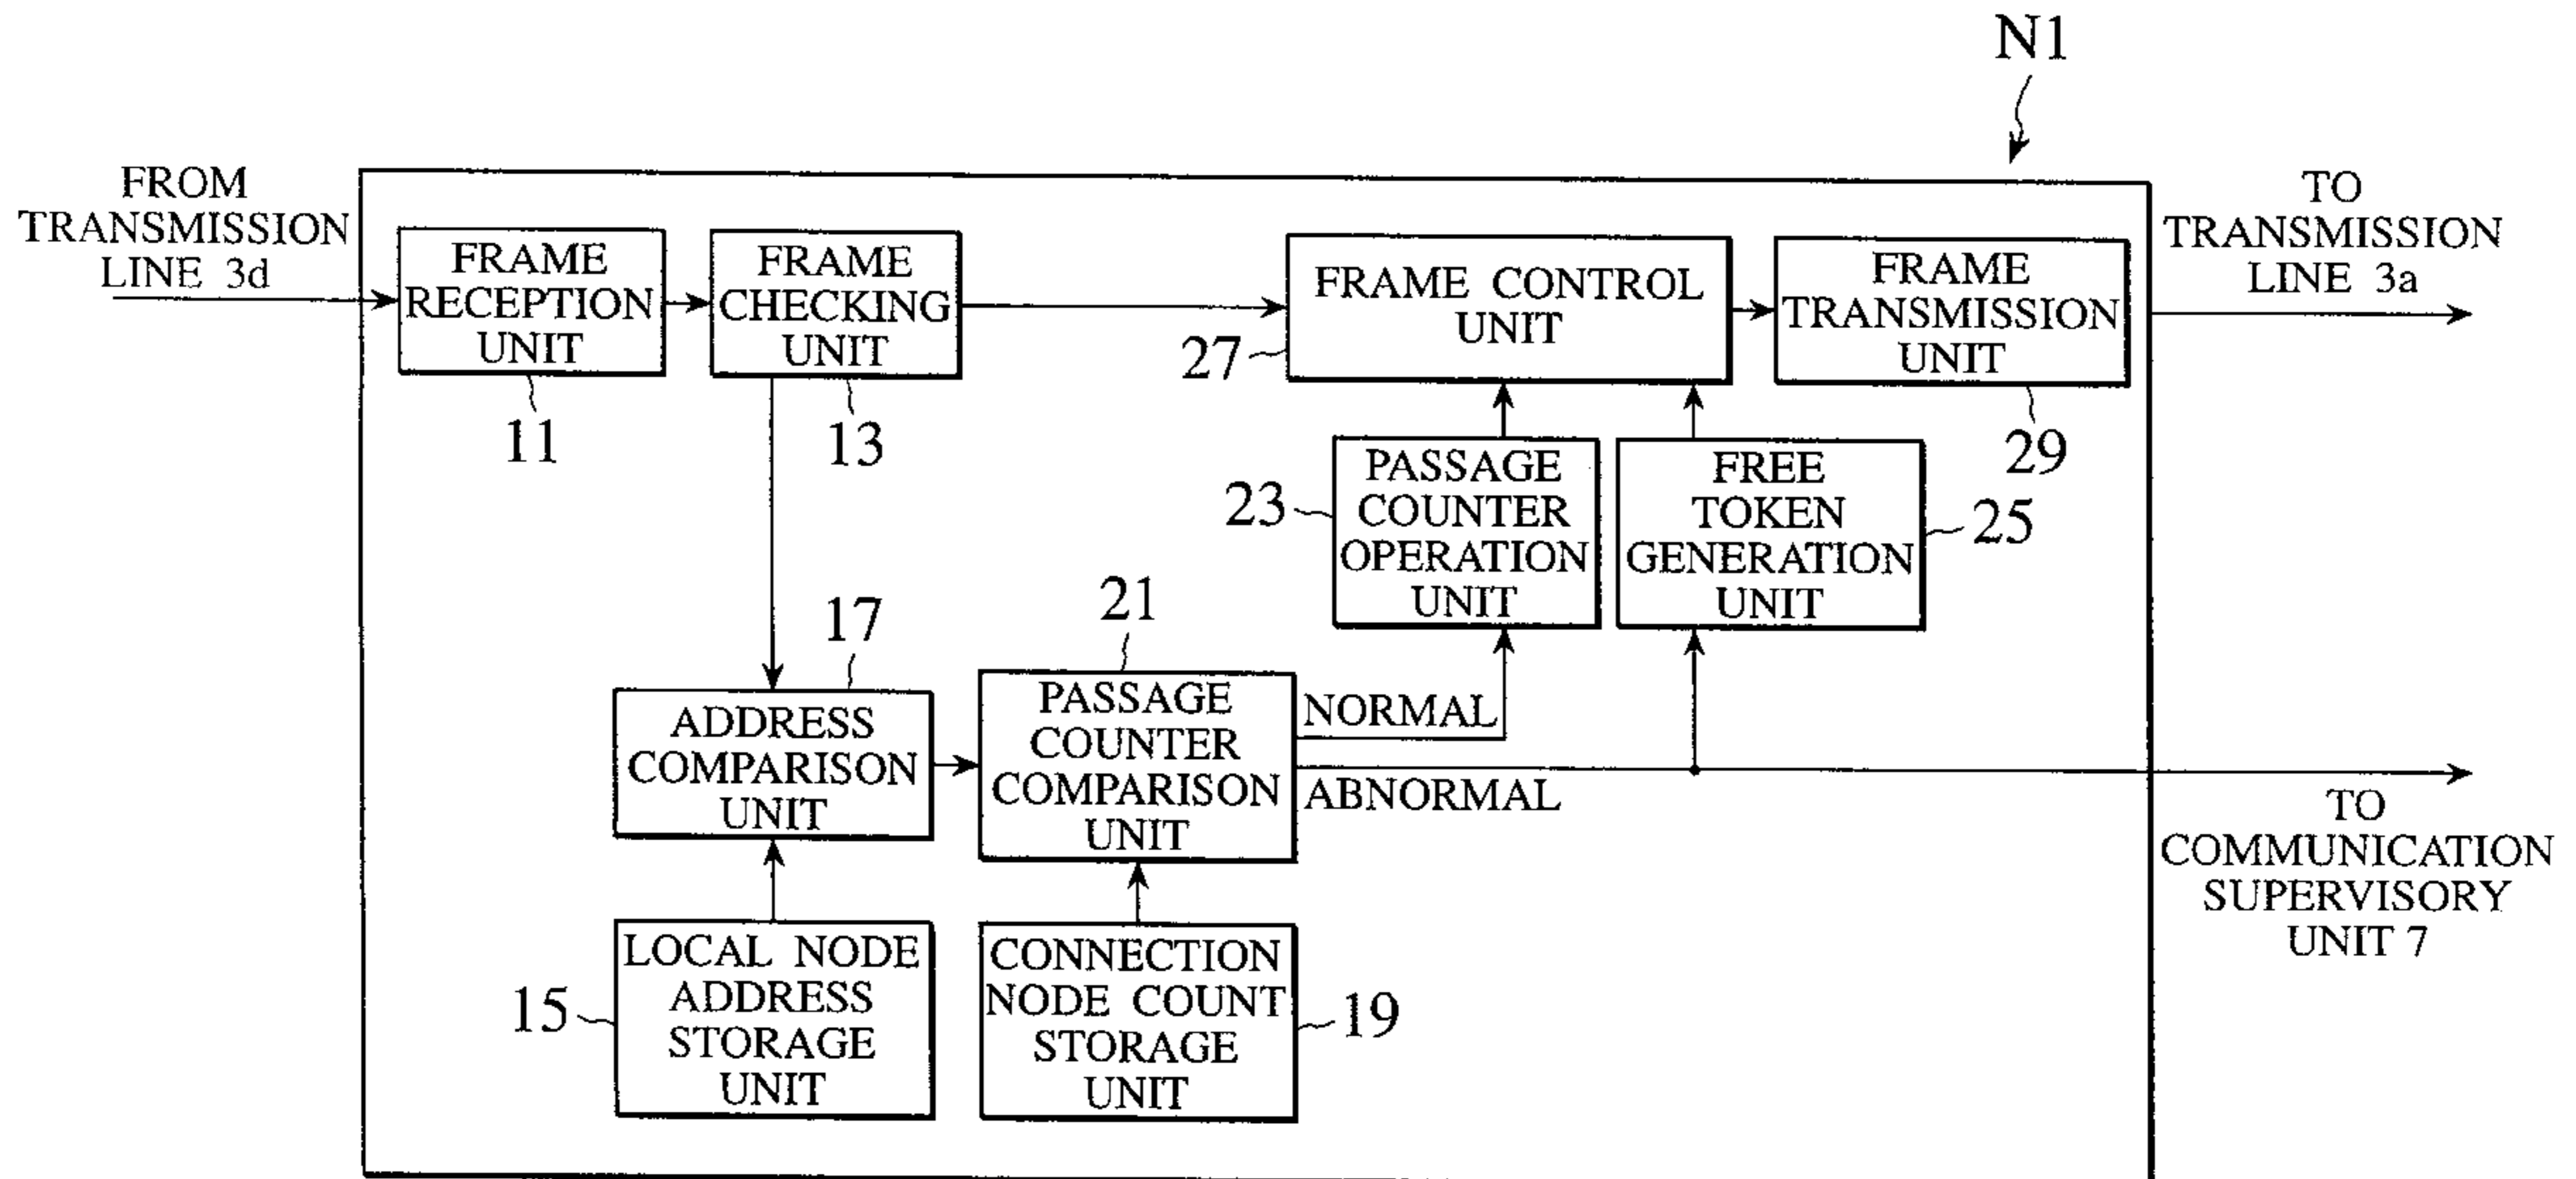 N1
FROM
TRANSMISSION
LINE 3d
FRAME
RECEPTION
UNIT
11
FRAME
CHECKING
UNIT
13
FRAME CONTROL
UNIT
27
FRAME
TRANSMISSION
UNIT
29
TO
TRANSMISSION
LINE 3a
PASSAGE
COUNTER
OPERATION
UNIT
23
FREE
TOKEN
GENERATION
UNIT
25
17
ADDRESS
COMPARISON
UNIT
21
PASSAGE
COUNTER
COMPARISON
UNIT
NORMAL
ABNORMAL
TO
COMMUNICATION
SUPERVISORY
UNIT 7
LOCAL NODE
ADDRESS
STORAGE
UNIT
15
CONNECTION
NODE COUNT
STORAGE
UNIT
19